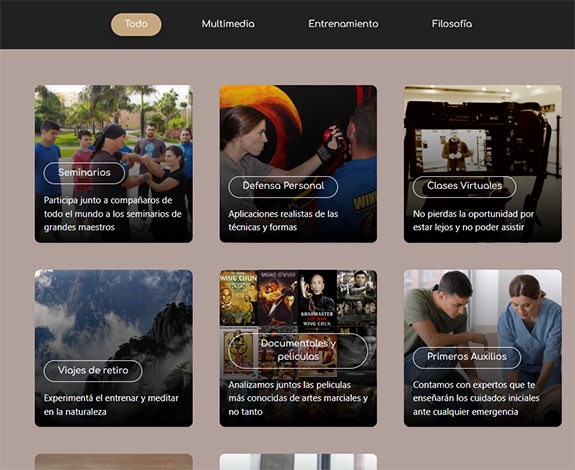 Todo Multimedia Entrenamiento Filosofía
Seminarios
Participa junto a compañaros de
todo el mundo a los seminarios de
grandes maestros
Defensa Personal
Aplicaciones realistas de las
técnicas y formas
Clases Virtuales
No pierdas la oportunidad por
estar lejos y no poder asistir
Viajes de retiro
Experimentá el entrenar y meditar
en la naturaleza
WING CHUN
GRANDMASTER
WING CHUN
Documentales y
peliculas
Analizamos juntos las peliculas
más conocidas de artes marciales y
no tanto
Primeros Auxilios
Contamos con expertos que te
enseñarán los cuidados iniciales
ante cualquier emergencia